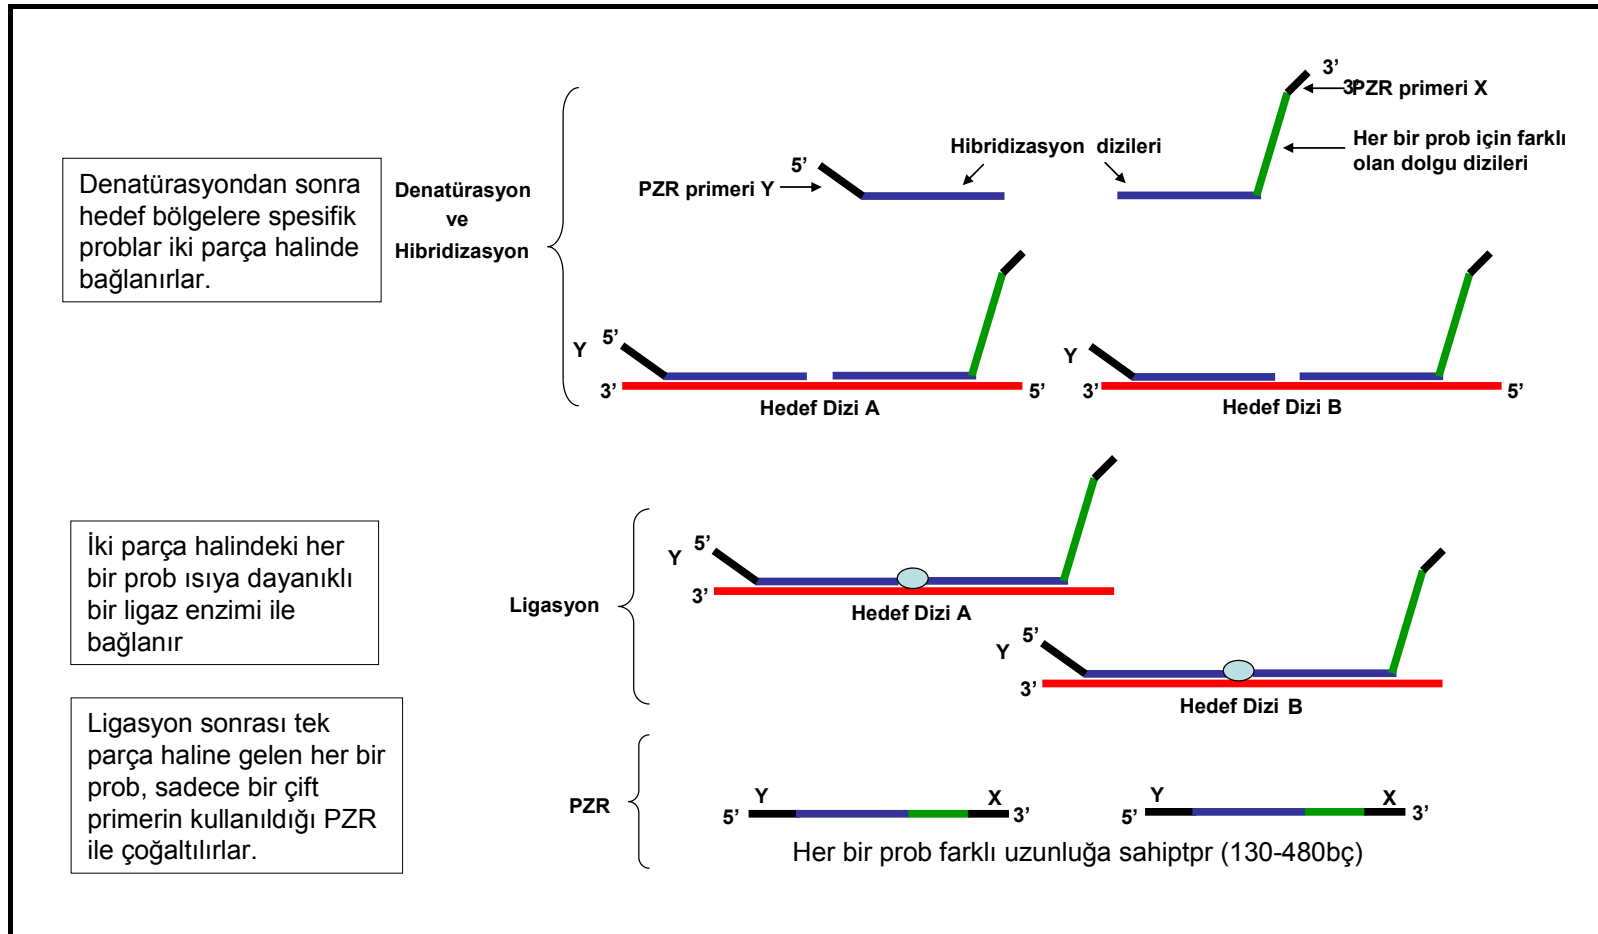 Denatürasyondan sonra
hedef bölgelere spesifik
problar iki parça halinde
bağlanırlar.
Denatürasyon
ve
Hibridizasyon
3’
3’
PZR primeri X
Her bir prob için farklı
olan dolgu dizileri
Hibridizasyon dizileri
5’
PZR primeri Y
Y
5’
3’
5’
Hedef Dizi A
Y
3’
5’
Hedef Dizi B
İki parça halindeki her
bir prob ısıya dayanıklı
bir ligaz enzimi ile
bağlanır
Ligasyon
Y
5’
3’
Hedef Dizi A
Y
5’
3’
Hedef Dizi B
Ligasyon sonrası tek
parça haline gelen her bir
prob, sadece bir çift
primerin kullanıldığı PZR
ile çoğaltılırlar.
PZR
5’
Y
X
3’
5’
Y
X
3’
Her bir prob farklı uzunluğa sahiptpr (130-480bç)